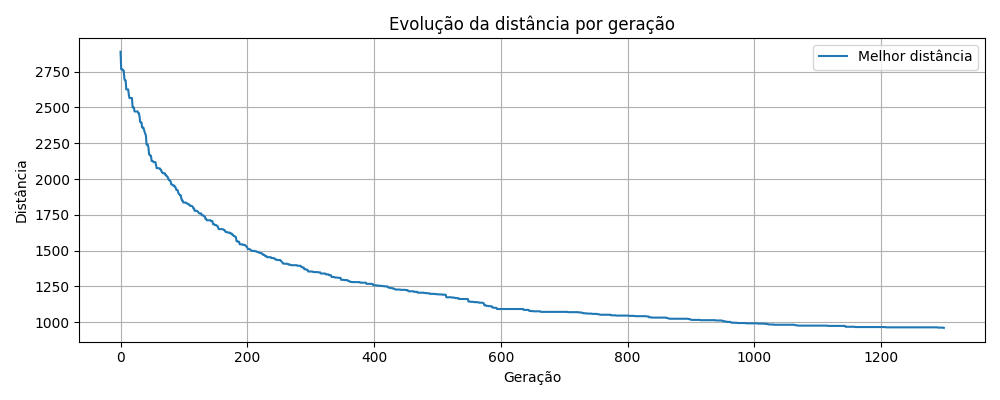 Evolução da distância por geração
Melhor distância
Distância
2750
2500
2250
2000
1750
1500
1250
1000
0 200 400 600 800 1000 1200
Geração